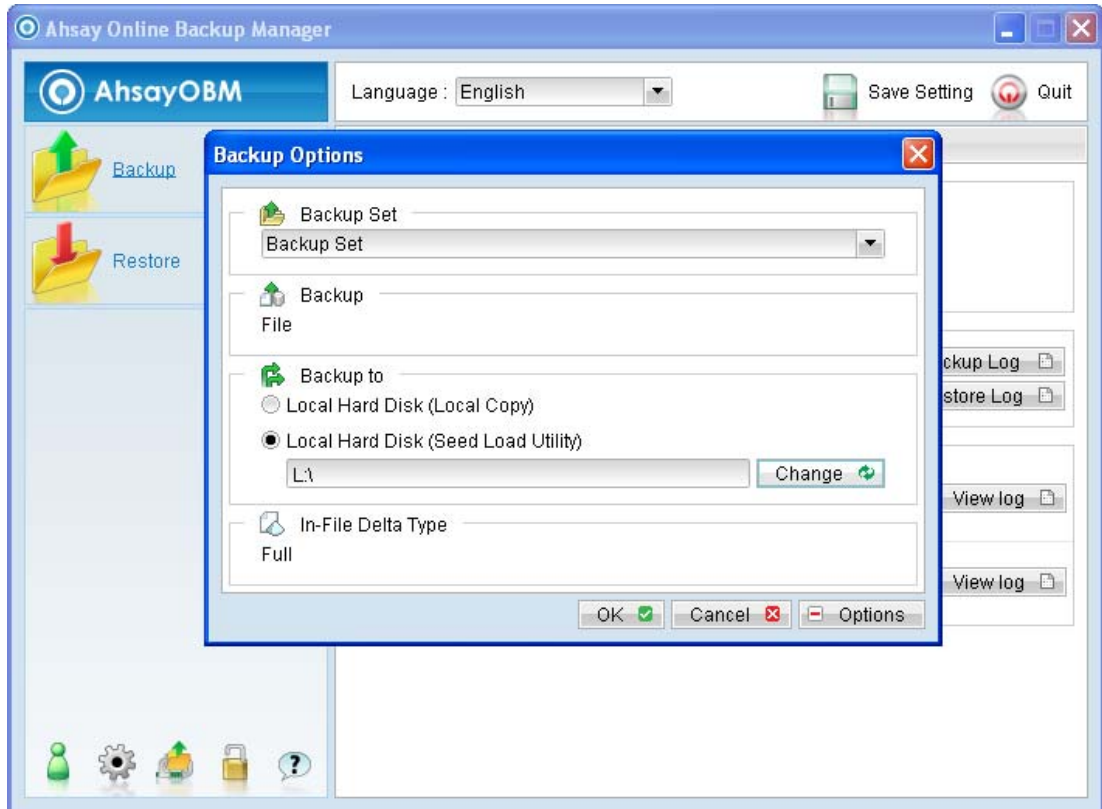 Ahsay Online Backup Manager
AhsayOBM
Language : English
Save Setting
Quit
Backup
Restore
Backup Options
Backup Set
Backup Set
Backup
File
Backup to
Local Hard Disk (Local Copy)
Local Hard Disk (Seed Load Utility)
L:\
Change
In-File Delta Type
Full
OK
Cancel
Options
ckup Log
store Log
View log
View log